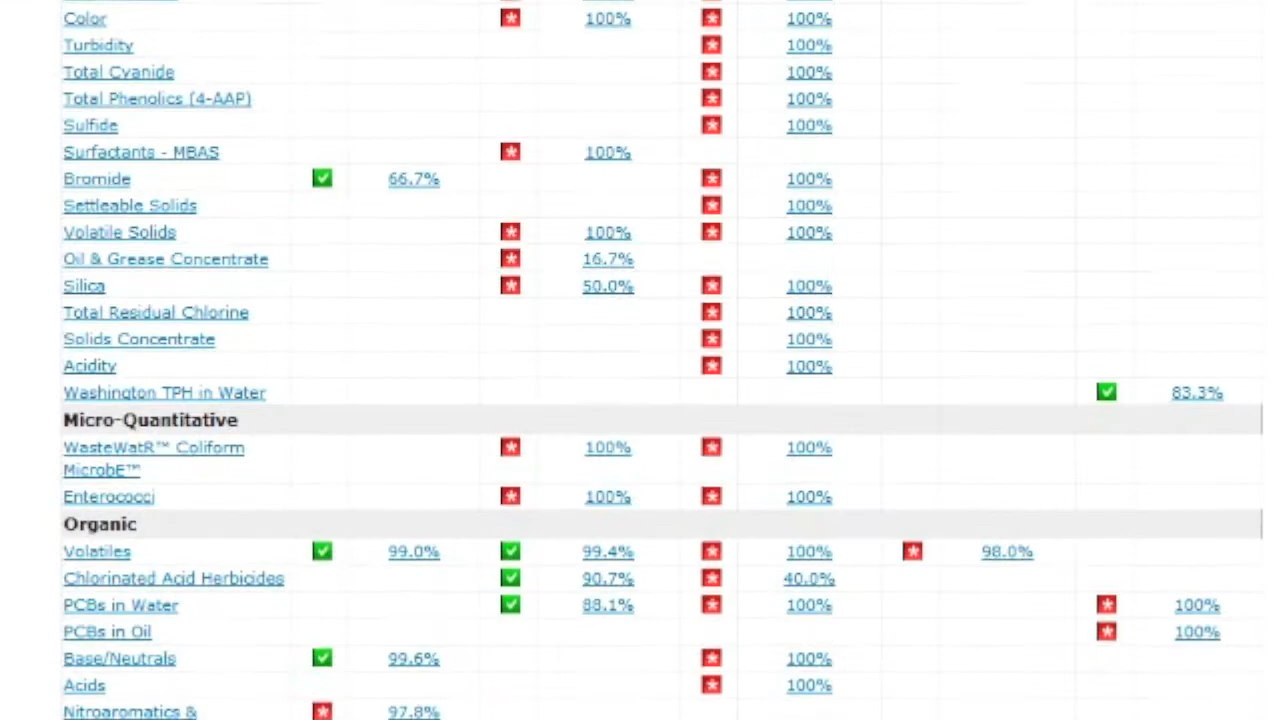 Color 100% 100%
Turbidity 100%
Total Cyanide 100%
Total Phenolics (4-AAP) 100%
Sulfide 100%
Surfactants - MBAS 100%
Bromide 66.7% 100%
Settleable Solids 100%
Volatile Solids 100% 100%
Oil & Grease Concentrate 16.7%
Silica 50.0% 100%
Total Residual Chlorine 100%
Solids Concentrate 100%
Acidity 100%
Washington TPH in Water 83.3%
Micro-Quantitative
WasteWatR™ Coliform 100% 100%
MicrobE™
Enterococci 100% 100%
Organic
Volatiles 99.0% 99.4% 100% 98.0%
Chlorinated Acid Herbicides 90.7% 40.0%
PCBs in Water 88.1% 100% 100%
PCBs in Oil 100%
Base/Neutrals 99.6% 100%
Acids 100%
Nitroaromatics & 97.8%